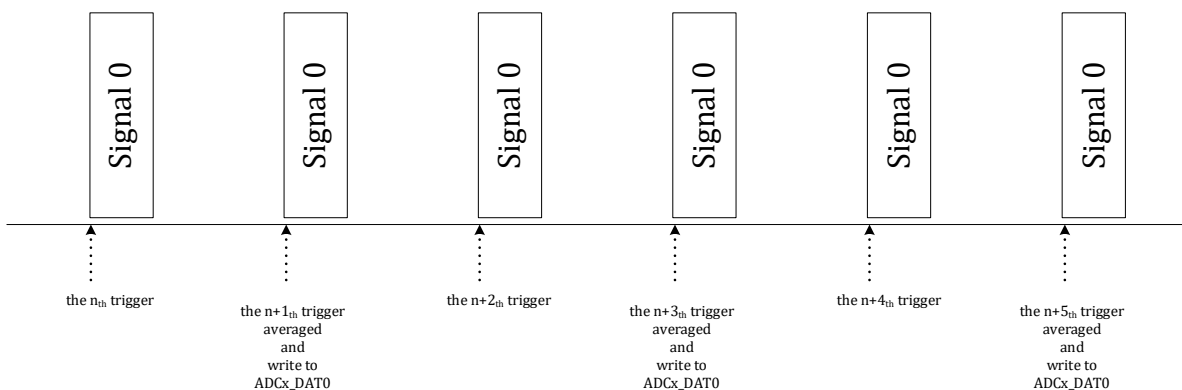 Signal 0
Signal 0
Signal 0
Signal 0
Signal 0
Signal 0
the nth trigger
the n+1th trigger
averaged
and
write to
ADCx_DAT0
the n+2th trigger
the n+3th trigger
averaged
and
write to
ADCx_DAT0
the n+4th trigger
the n+5th trigger
averaged
and
write to
ADCx_DAT0